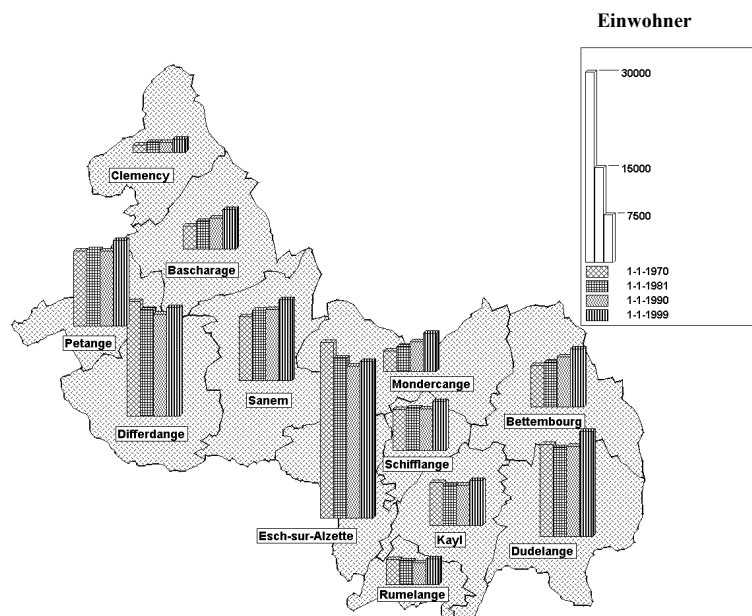 Einwohner
30000
15000
7500
1-1-1970
1-1-1981
1-1-1990
1-1-1999
Clemency
Bascharage
Petange
Differdange
Sanem
Mondercange
Bettembourg
Schifflange
Esch-sur-Alzette
Kayl
Dudelange
Rumelange